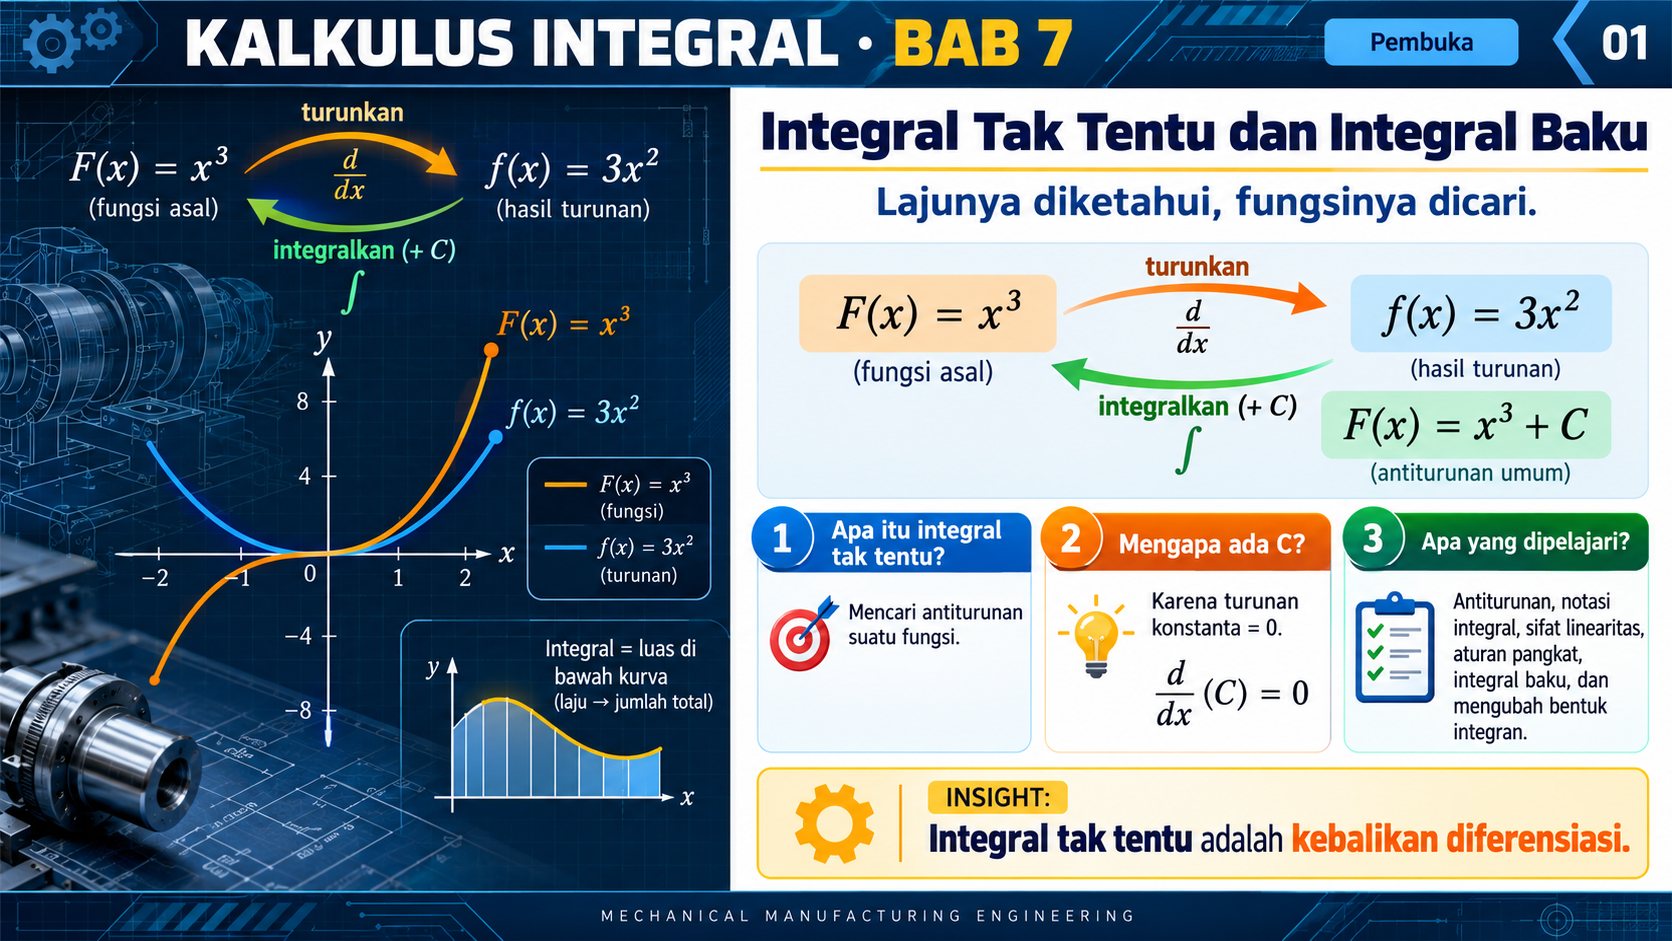 KALKULUS INTEGRAL • BAB 7
Pembuka
01
turunkan
F(x) = x³
(fungsi asal)
d
dx
f(x) = 3x²
(hasil turunan)
integralkan (+ C)
∫
y
F(x) = x³
f(x) = 3x²
8
4
−2
−1
0
1
2
x
−4
−8
F(x) = x³
(fungsi)
f(x) = 3x²
(turunan)
Integral = luas di
bawah kurva
(laju → jumlah total)
y
x
Integral Tak Tentu dan Integral Baku
Lajunya diketahui, fungsinya dicari.
turunkan
F(x) = x³
(fungsi asal)
d
dx
f(x) = 3x²
(hasil turunan)
integralkan (+ C)
∫
F(x) = x³ + C
(antiturunan umum)
1
Apa itu integral
tak tentu?
Mencari antiturunan
suatu fungsi.
2
Mengapa ada C?
Karena turunan
konstanta = 0.
d
dx
(C) = 0
3
Apa yang dipelajari?
Antiturunan, notasi
integral, sifat linearitas,
aturan pangkat,
integral baku, dan
mengubah bentuk
integran.
INSIGHT:
Integral tak tentu adalah kebalikan diferensiasi.
MECHANICAL MANUFACTURING ENGINEERING